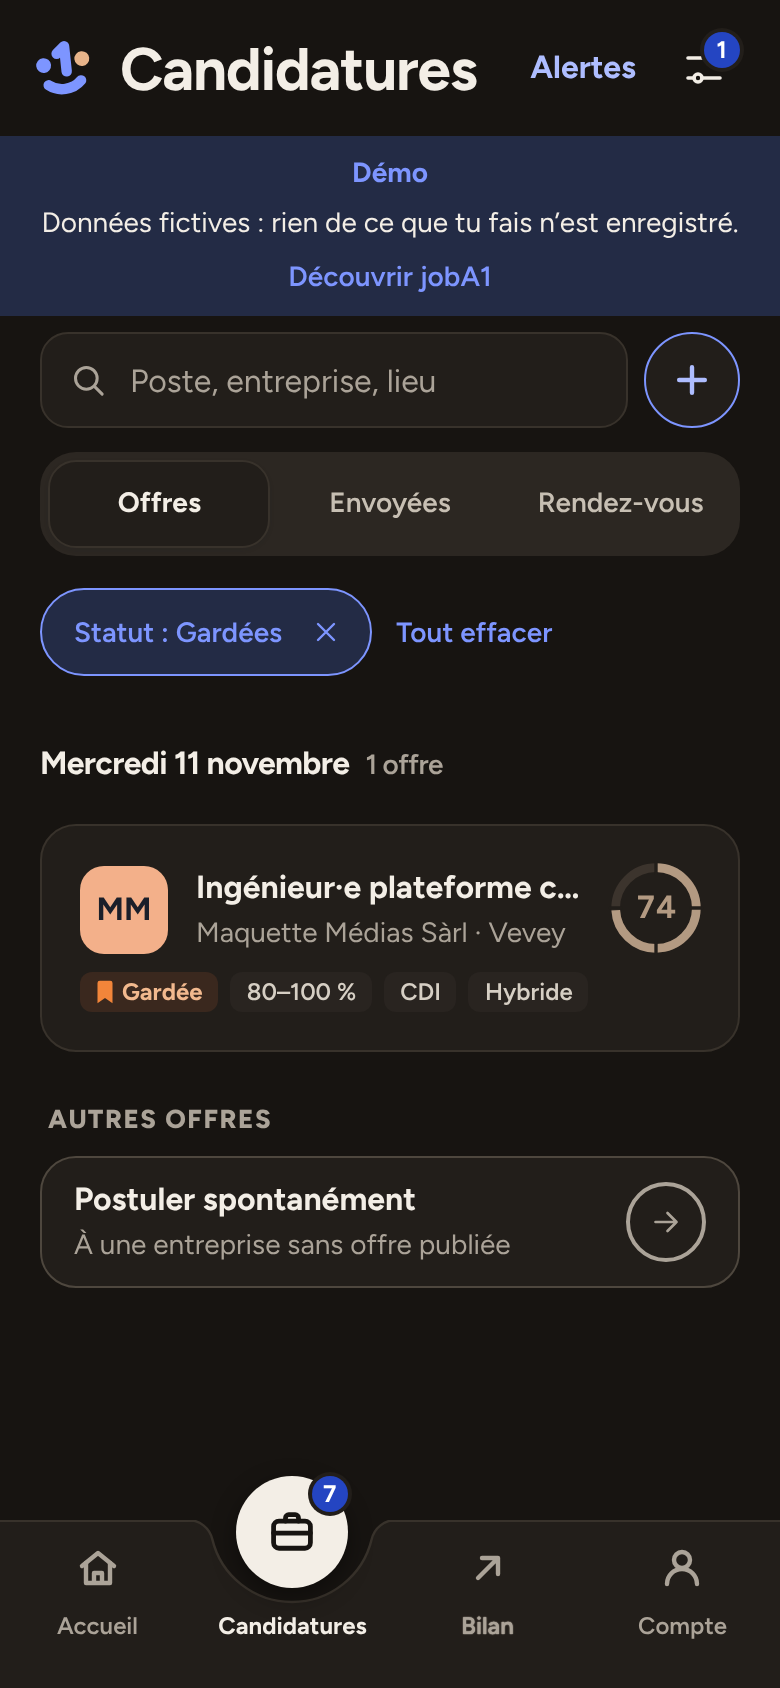 Candidatures
Alertes
1
Démo
Données fictives : rien de ce que tu fais n’est enregistré.
Découvrir jobA1
Poste, entreprise, lieu
Offres
Envoyées
Rendez-vous
Statut : Gardées
Tout effacer
Mercredi 11 novembre 1 offre
MM
Ingénieur·e plateforme c...
Maquette Médias Sàrl · Vevey
74
Gardée
80–100 %
CDI
Hybride
AUTRES OFFRES
Postuler spontanément
À une entreprise sans offre publiée
7
Accueil
Candidatures
Bilan
Compte